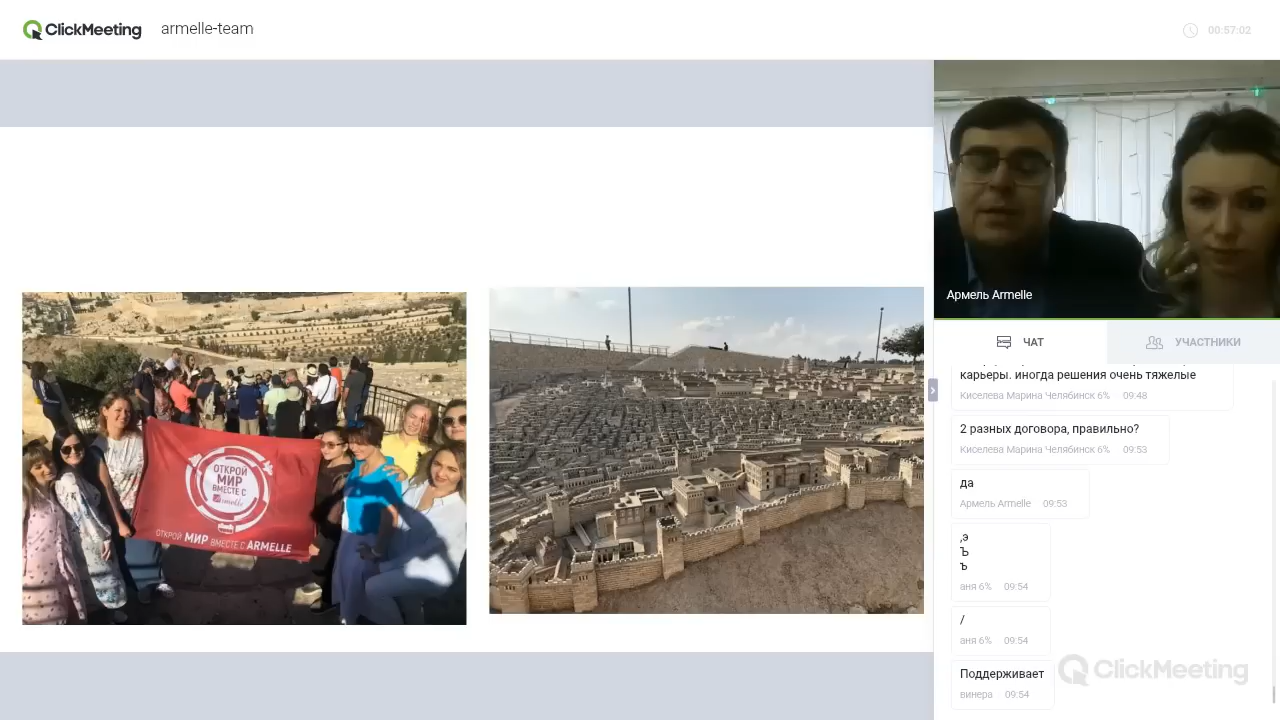 ClickMeeting
armelle-team
00:57:02
ОТКРОЙ
МИР
ВМЕСТЕ С
Armelle
ОТКРОЙ МИР ВМЕСТЕ С ARMELLE
Армель Armelle
ЧАТ
УЧАСТНИКИ
карьеры. иногда решения очень тяжелые
Киселева Марина Челябинск 6% 09:48
2 разных договора, правильно?
Киселева Марина Челябинск 6% 09:53
да
Армель Armelle 09:53
,э
Ъ
ъ
аня 6% 09:54
/
аня 6% 09:54
Поддерживает
винера 09:54
ClickMeeting